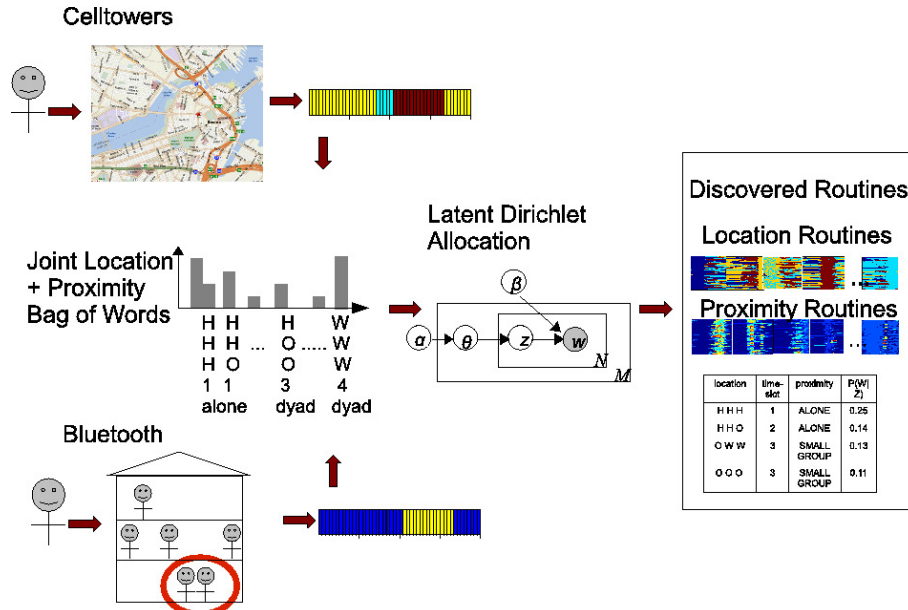 Celltowers
Joint Location
+ Proximity
Bag of Words
H H H W
H H ... O ..... W
H O O W
1 1 3 4
alone dyad dyad
Bluetooth
Latent Dirichlet
Allocation
β
α θ z w
N
M
Discovered Routines
Location Routines
...
Proximity Routines
...
location time-slot proximity P(W|Z)
H H H 1 ALONE 0.25
H H O 2 ALONE 0.14
O W W 3 SMALL GROUP 0.13
O O O 3 SMALL GROUP 0.11